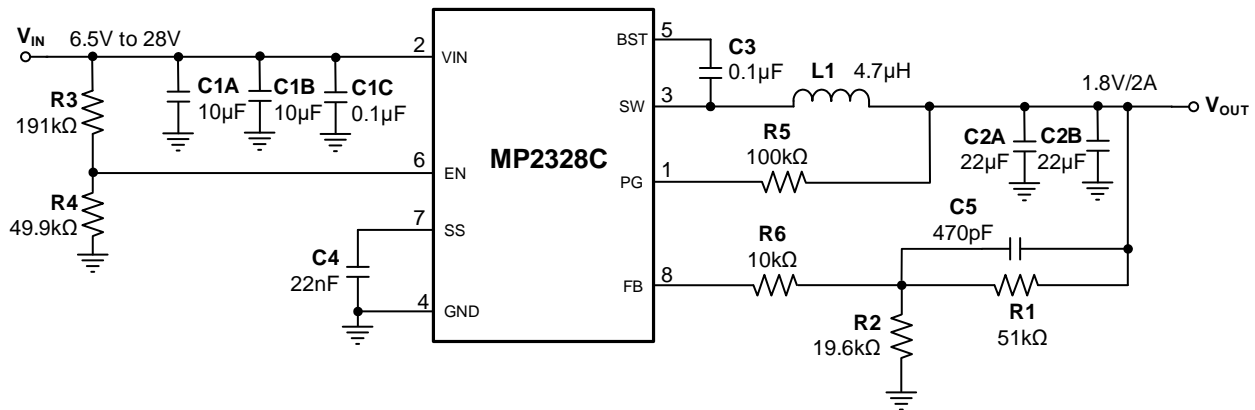 V_IN 6.5V to 28V
R3
191kΩ
R4
49.9kΩ
C1A
10µF
C1B
10µF
C1C
0.1µF
C4
22nF
2
VIN
6
EN
7
SS
4
GND
MP2328C
BST
5
SW
3
PG
1
FB
8
C3
0.1µF
L1 4.7µH
R5
100kΩ
C2A
22µF
C2B
22µF
1.8V/2A
V_OUT
C5
470pF
R6
10kΩ
R2
19.6kΩ
R1
51kΩ